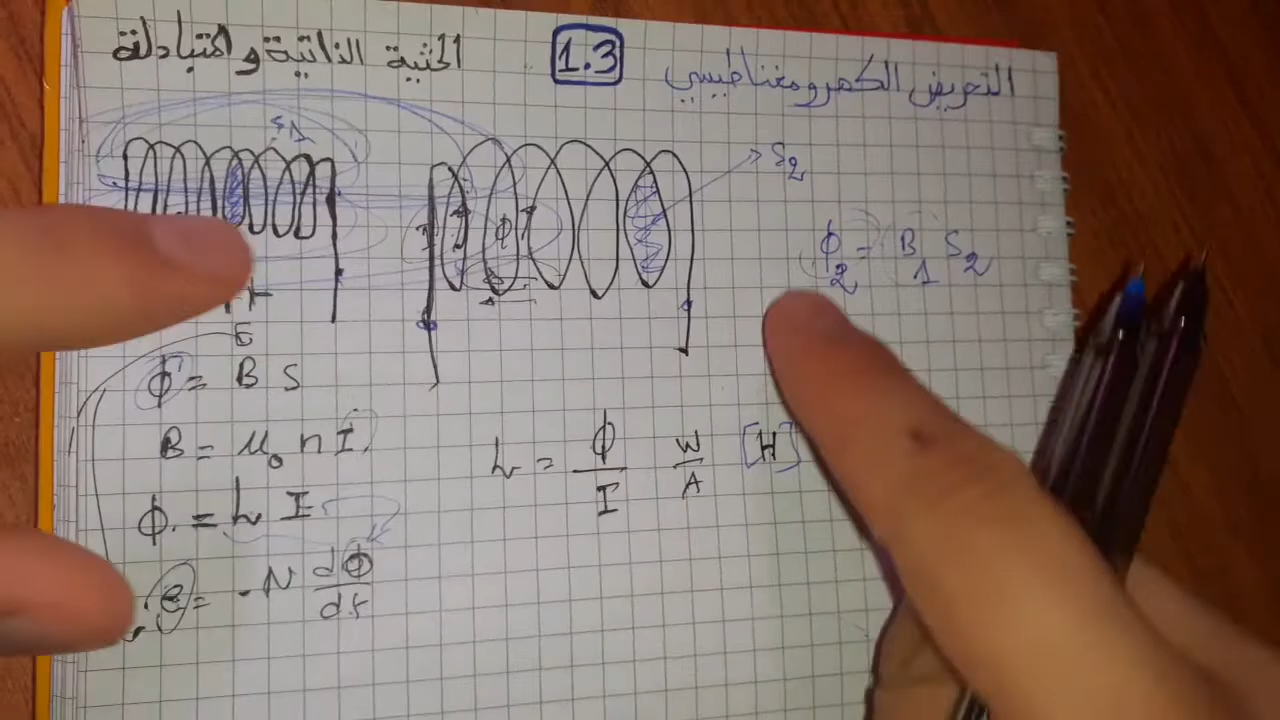 التحريض الكهرومغناطيسي
1.3
الحثية الذاتية والمتبادلة
S1
S2
ϕ2 = B1 S2
E
ϕ = B S
B = μ0 n I
ϕ = L I
e = -N dϕ/dt
L = ϕ/I W/A [H]